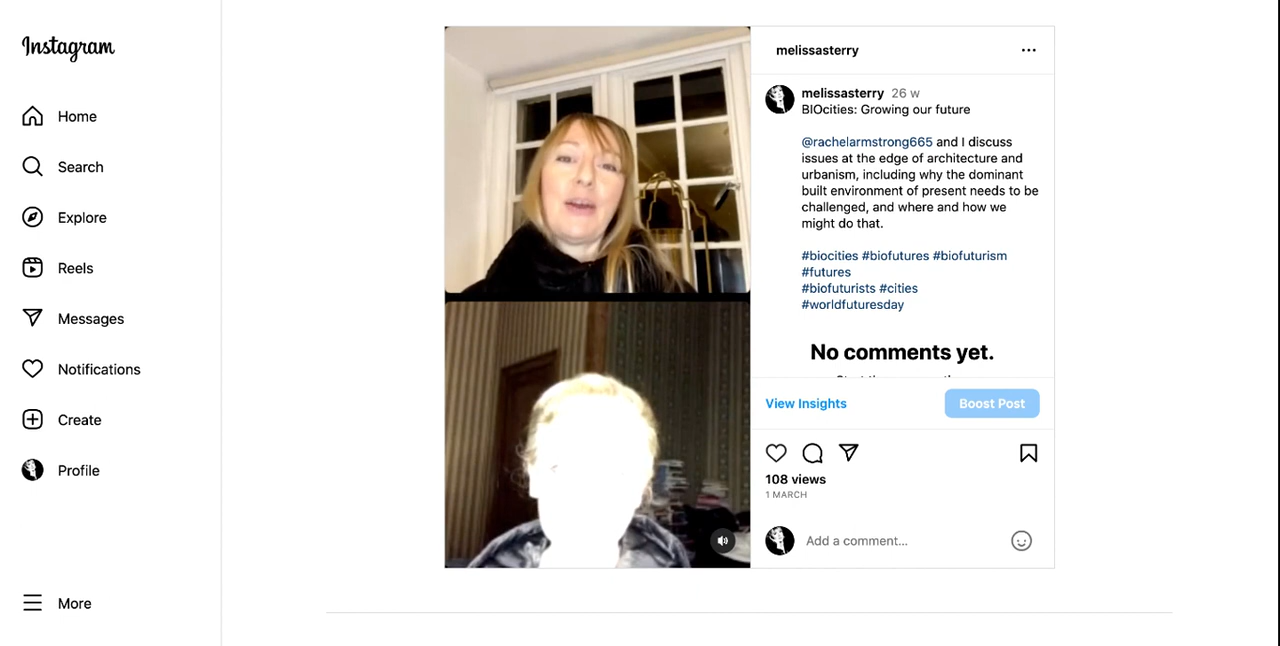 Instagram
Home
Search
Explore
Reels
Messages
Notifications
Create
Profile
More
melissasterry
melissasterry 26 w
BIOcities: Growing our future
@rachelarmstrong665 and I discuss
issues at the edge of architecture and
urbanism, including why the dominant
built environment of present needs to be
challenged, and where and how we
might do that.
#biocities #biofutures #biofuturism
#futures
#biofuturists #cities
#worldfuturesday
No comments yet.
View Insights
Boost Post
108 views
1 MARCH
Add a comment...